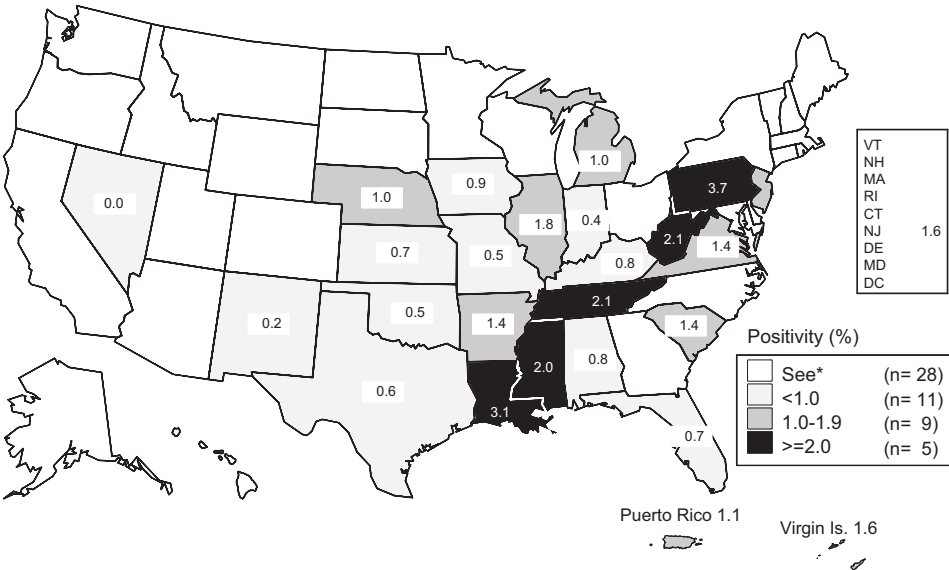 1.0
0.0
1.0
0.9
3.7
1.8
0.4
2.1
1.4
0.7
0.5
0.8
0.2
0.5
1.4
2.1
1.4
0.6
2.0
0.8
3.1
0.7
VT
NH
MA
RI
CT
NJ 1.6
DE
MD
DC
Positivity (%)
See* (n= 28)
<1.0 (n= 11)
1.0-1.9 (n= 9)
>=2.0 (n= 5)
Puerto Rico 1.1
Virgin Is. 1.6